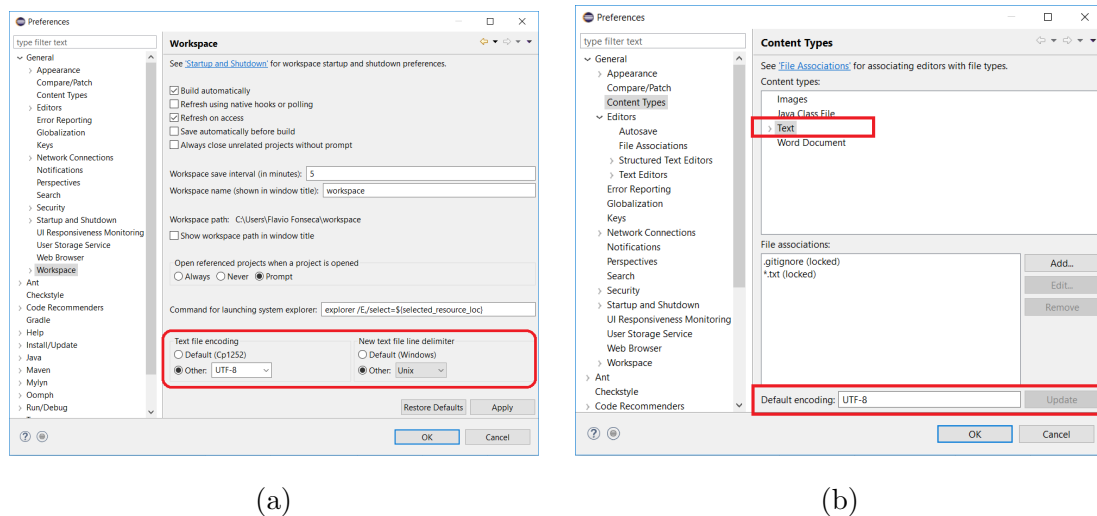 Preferences
type filter text
General
Appearance
Compare/Patch
Content Types
Editors
Error Reporting
Globalization
Keys
Network Connections
Notifications
Perspectives
Search
Security
Startup and Shutdown
UI Responsiveness Monitoring
User Storage Service
Web Browser
Workspace
Ant
Checkstyle
Code Recommenders
Gradle
Help
Install/Update
Java
Maven
Mylyn
Oomph
Run/Debug
Workspace
See 'Startup and Shutdown' for workspace startup and shutdown preferences.
Build automatically
Refresh using native hooks or polling
Refresh on access
Save automatically before build
Always close unrelated projects without prompt
Workspace save interval (in minutes): 5
Workspace name (shown in window title): workspace
Workspace path: C:\Users\Flavio Fonseca\workspace
Show workspace path in window title
Open referenced projects when a project is opened
Always Never Prompt
Command for launching system explorer: explorer /E,/select=${selected_resource_loc}
Text file encoding
Default (Cp1252)
Other: UTF-8
New text file line delimiter
Default (Windows)
Other: Unix
Restore Defaults Apply
OK Cancel
(a)
Preferences
type filter text
General
Appearance
Compare/Patch
Content Types
Editors
Autosave
File Associations
Structured Text Editors
Text Editors
Error Reporting
Globalization
Keys
Network Connections
Notifications
Perspectives
Search
Security
Startup and Shutdown
UI Responsiveness Monitoring
User Storage Service
Web Browser
Workspace
Ant
Checkstyle
Code Recommenders
Content Types
See 'File Associations' for associating editors with file types.
Content types:
Images
Java Class File
Text
Word Document
File associations:
.gitignore (locked)
*.txt (locked)
Add...
Edit...
Remove
Default encoding: UTF-8 Update
OK Cancel
(b)